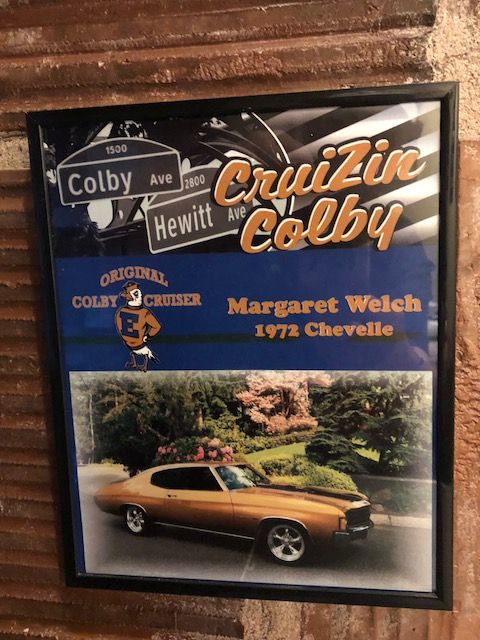 1500
Colby Ave
2800
Hewitt Ave
CruiZin
Colby
ORIGINAL
COLBY CRUISER
E
Margaret Welch
1972 Chevelle